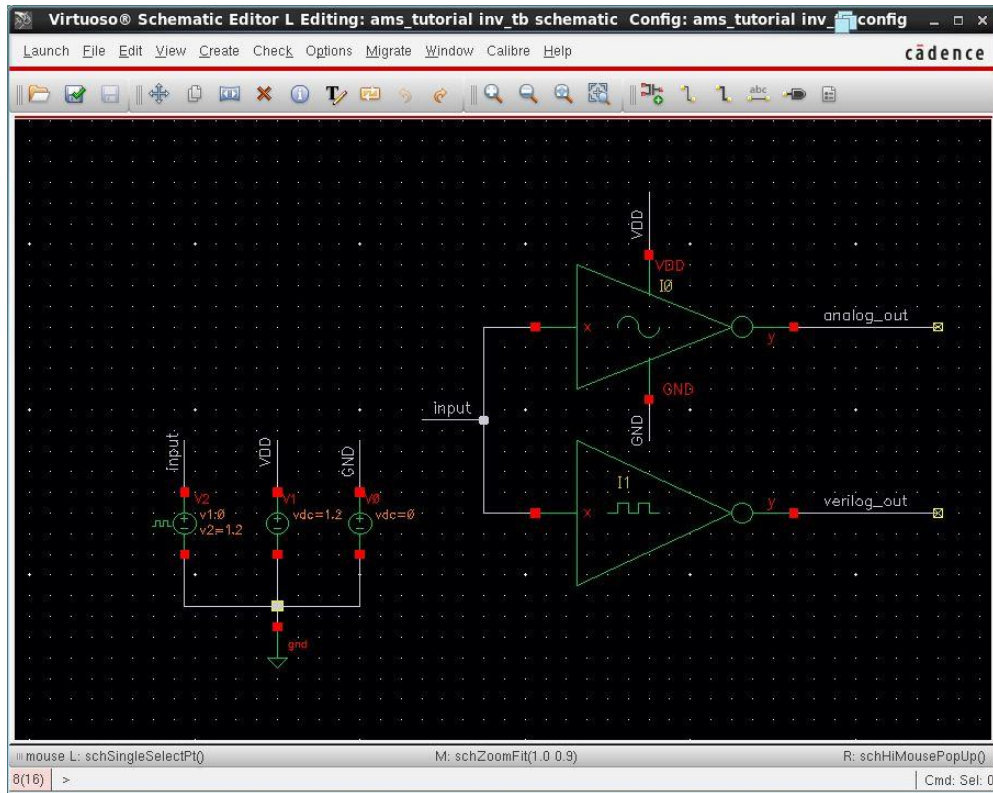 Virtuoso® Schematic Editor L Editing: ams_tutorial inv_tb schematic Config: ams_tutorial inv_ config
Launch File Edit View Create Check Options Migrate Window Calibre Help
cādence
T
abc
VDD
VDD
I0
x
y
analog_out
GND
GND
input
I1
x
y
verilog_out
input
VDD
GND
V2
v1:0
v2=1.2
V1
vdc=1.2
V0
vdc=0
gnd
mouse L: schSingleSelectPt()
M: schZoomFit(1.0 0.9)
R: schHiMousePopUp()
8(16) >
Cmd: Sel: 0